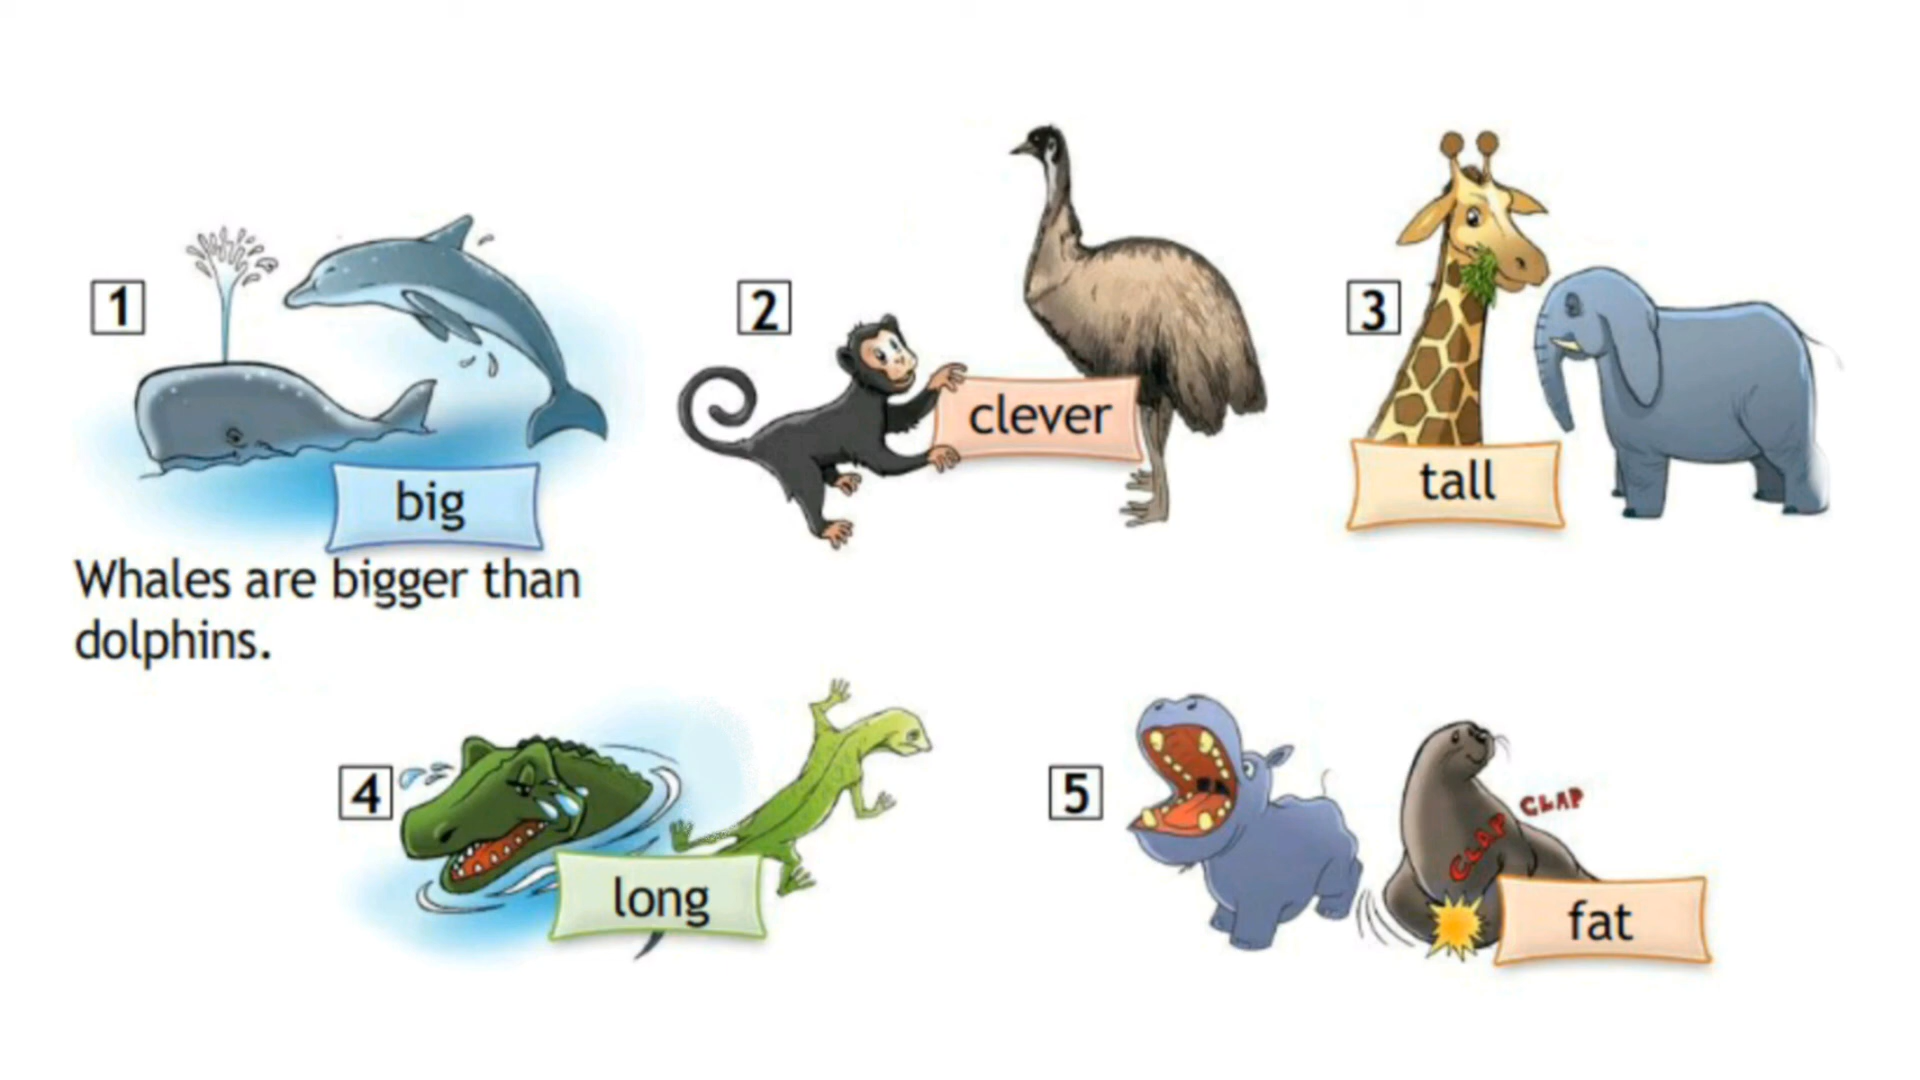 1
big
Whales are bigger than
dolphins.
2
clever
3
tall
4
long
5
CLAP
CLAP
fat